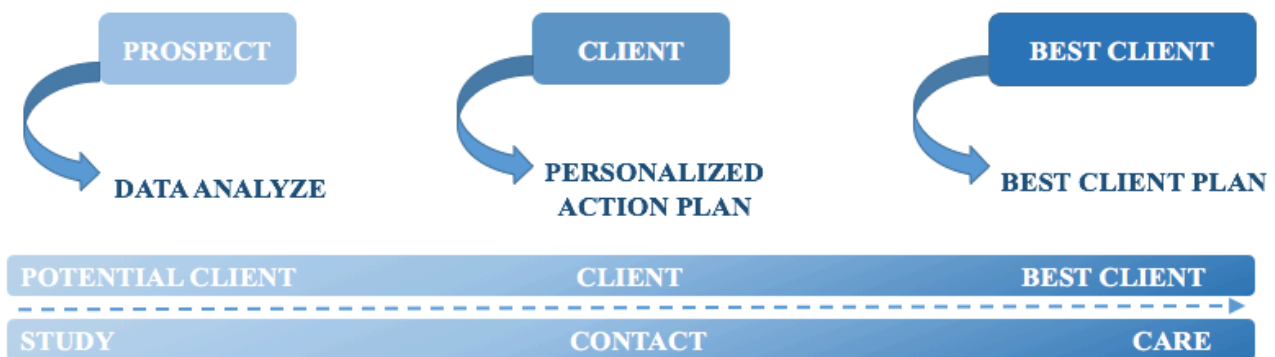 PROSPECT
CLIENT
BEST CLIENT
DATA ANALYZE
PERSONALIZED
ACTION PLAN
BEST CLIENT PLAN
POTENTIAL CLIENT
CLIENT
BEST CLIENT
STUDY
CONTACT
CARE